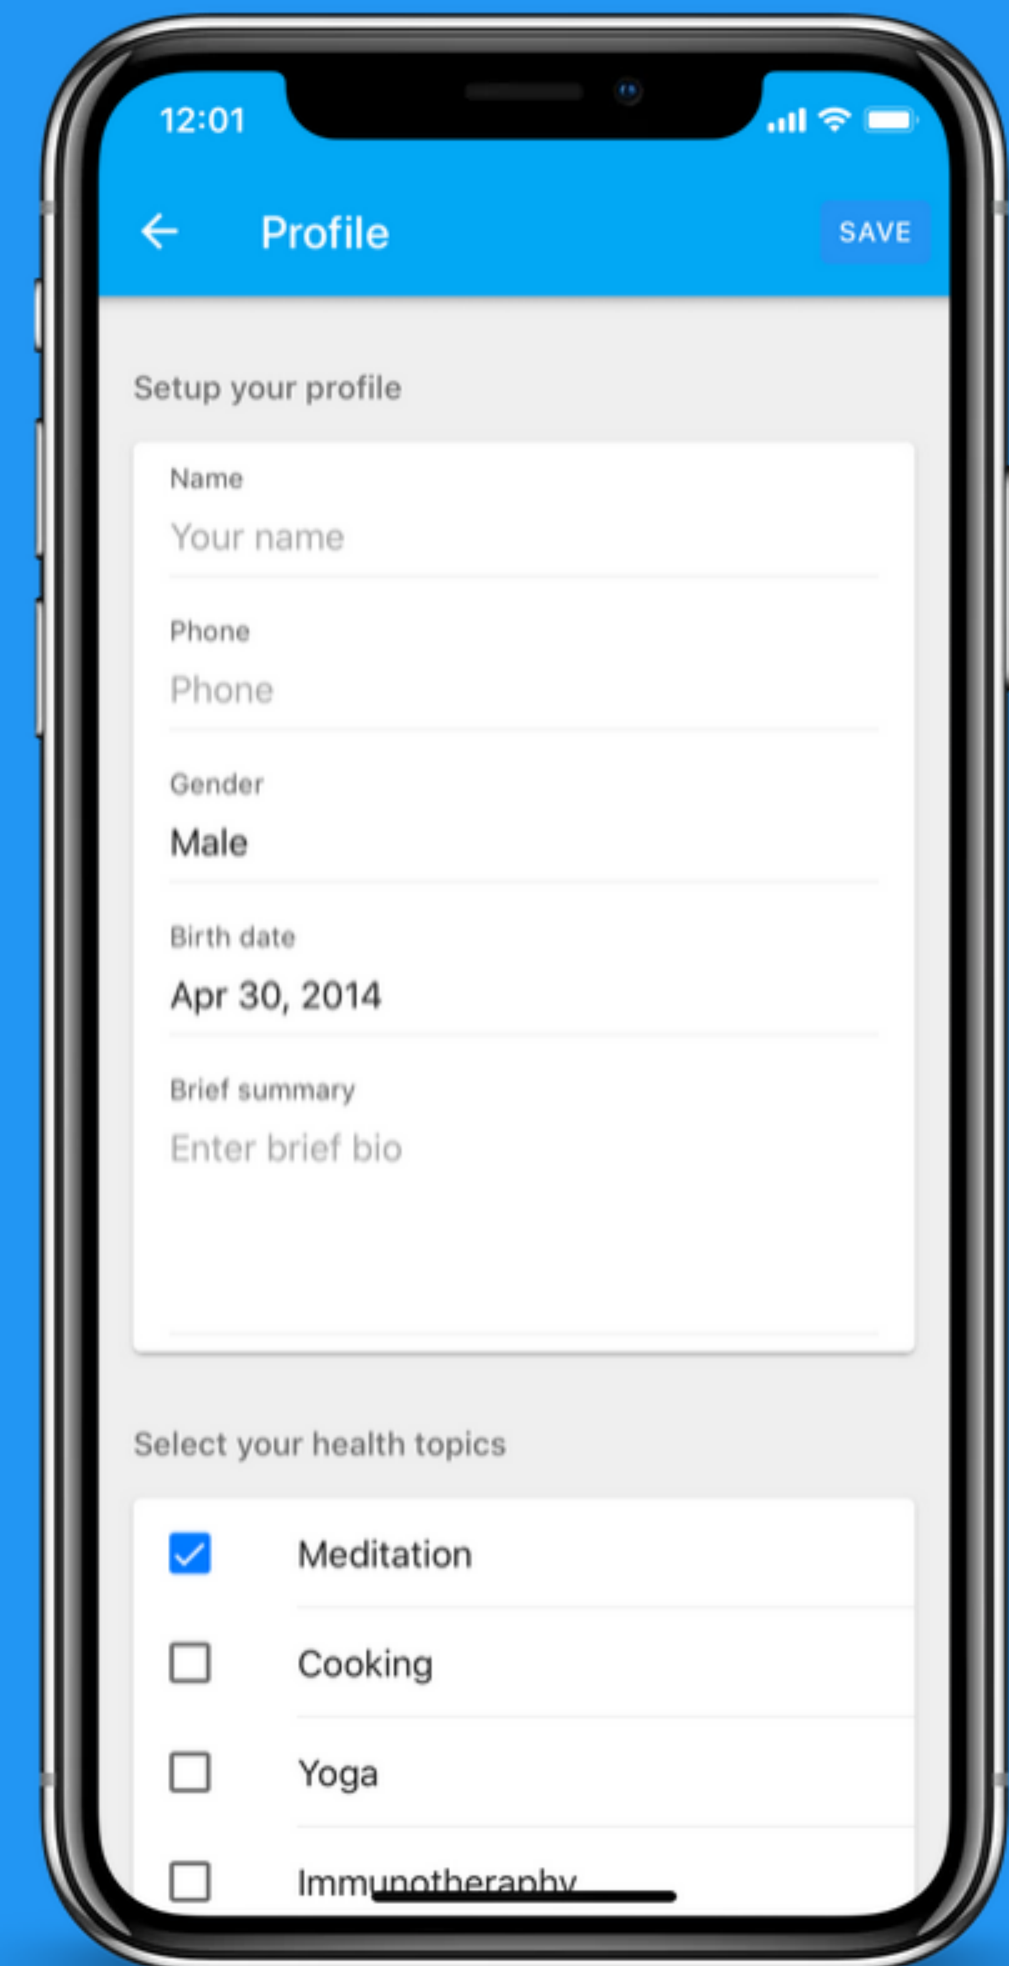 12:01
Profile
SAVE
Setup your profile
Name
Your name
Phone
Phone
Gender
Male
Birth date
Apr 30, 2014
Brief summary
Enter brief bio
Select your health topics
Meditation
Cooking
Yoga
Immunotheraphy